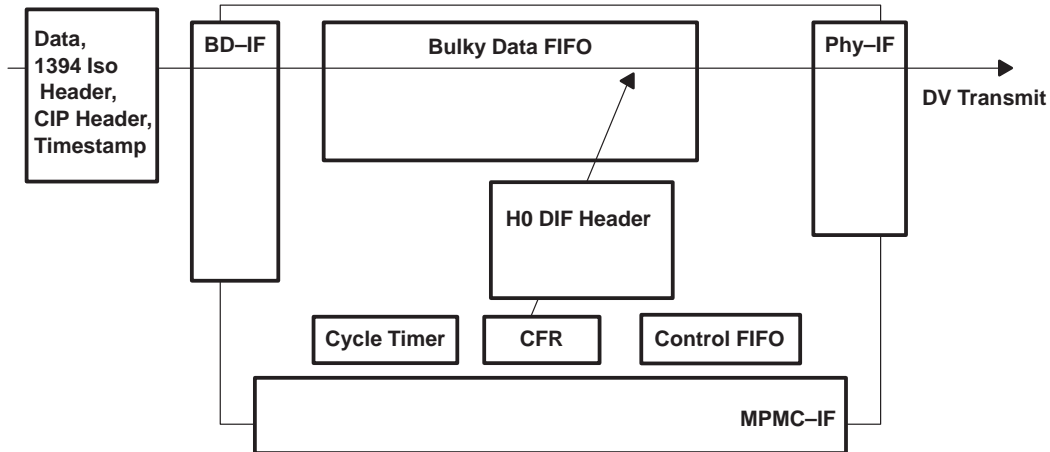 Data,
1394 Iso
Header,
CIP Header,
Timestamp
BD–IF
Bulky Data FIFO
Phy–IF
DV Transmit
H0 DIF Header
Cycle Timer
CFR
Control FIFO
MPMC–IF